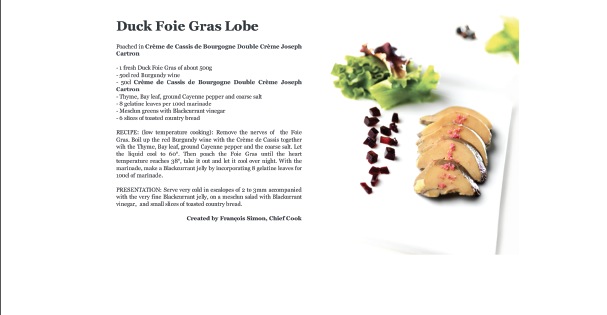 Duck Foie Gras Lobe
Poached in Crème de Cassis de Bourgogne Double Crème Joseph
Cartron
- 1 fresh Duck Foie Gras of about 500g
- 50cl red Burgundy wine
- 50cl Crème de Cassis de Bourgogne Double Crème Joseph
Cartron
- Thyme, Bay leaf, ground Cayenne pepper and coarse salt
- 8 gelatine leaves per 100cl marinade
- Mesclun greens with Blackcurrant vinegar
- 6 slices of toasted country bread
RECIPE: (low temperature cooking): Remove the nerves of the Foie
Gras. Boil up the red Burgundy wine with the Crème de Cassis together
wih the Thyme, Bay leaf, ground Cayenne pepper and the coarse salt. Let
the liquid cool to 60°. Then poach the Foie Gras until the heart
temperature reaches 38°, take it out and let it cool over night. With the
marinade, make a Blackcurrant jelly by incorporating 8 gelatine leaves for
100cl of marinade.
PRESENTATION: Serve very cold in escalopes of 2 to 3mm acompanied
with the very fine Blackcurrant jelly, on a mesclun salad with Blackurrant
vinegar, and small slices of toasted country bread.
Created by François Simon, Chief Cook